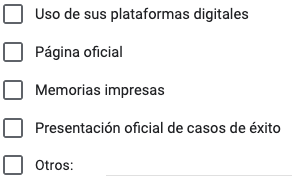 Uso de sus plataformas digitales
Página oficial
Memorias impresas
Presentación oficial de casos de éxito
Otros: